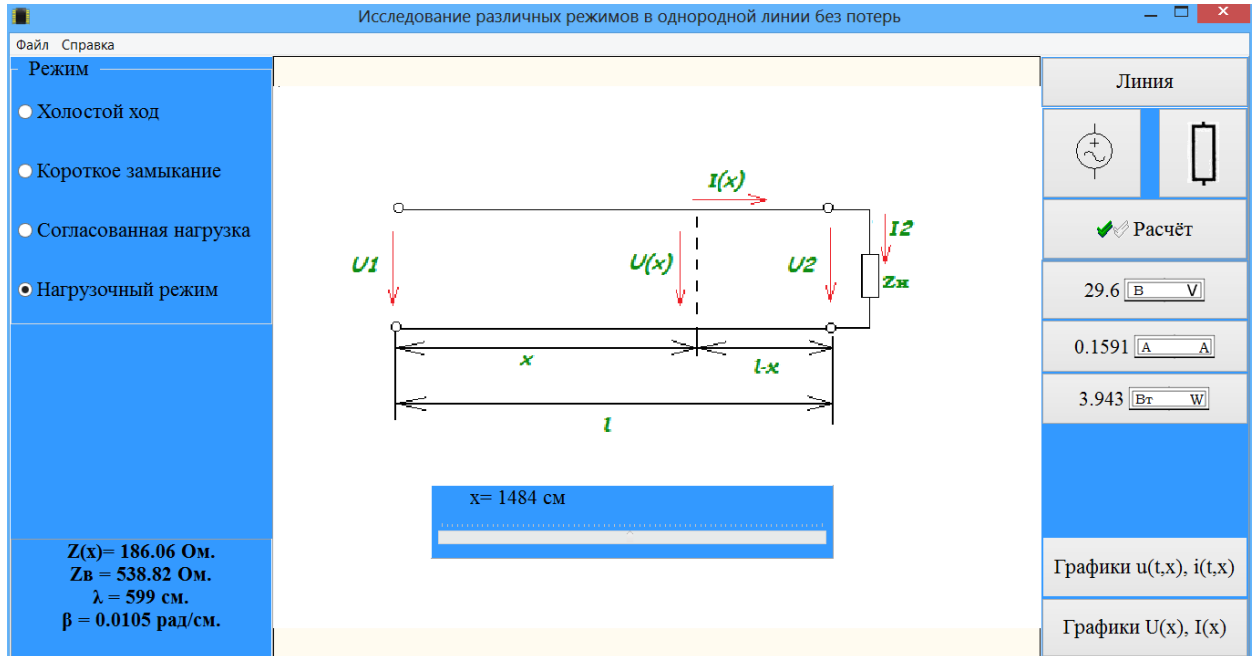 Исследование различных режимов в однородной линии без потерь
Файл Справка
Режим
Холостой ход
Короткое замыкание
Согласованная нагрузка
Нагрузочный режим
I(x)
U1
U(x)
U2
I2
Zн
x
l-x
l
x= 1484 см
Z(x)= 186.06 Ом.
Zв = 538.82 Ом.
λ = 599 см.
β = 0.0105 рад/см.
Линия
Расчёт
29.6 В V
0.1591 А A
3.943 Вт W
Графики u(t,x), i(t,x)
Графики U(x), I(x)